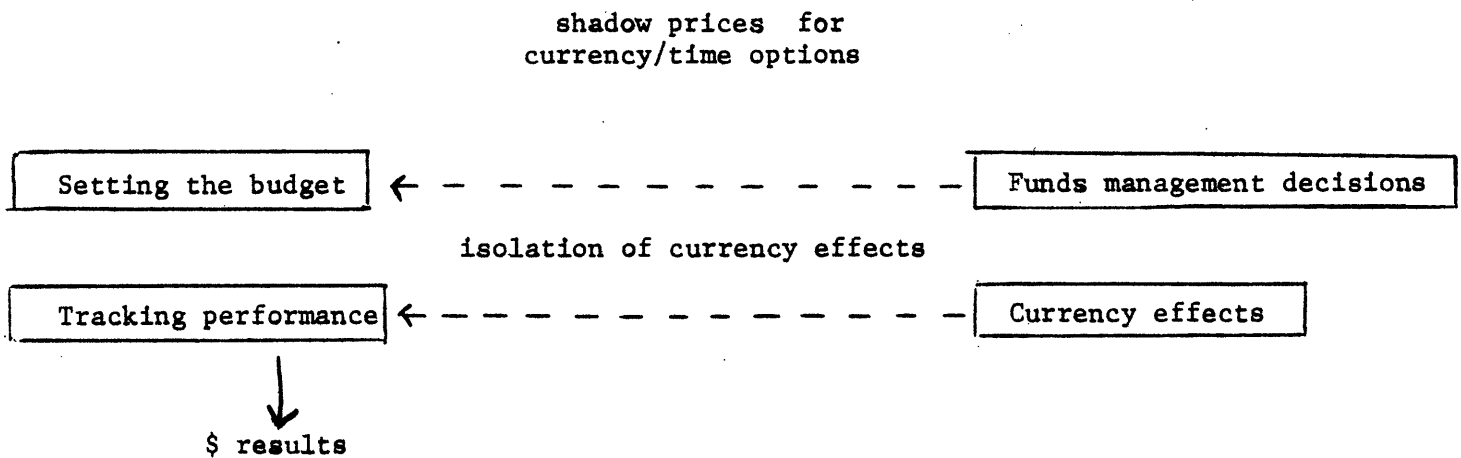 shadow prices for
currency/time options
Setting the budget
Funds management decisions
isolation of currency effects
Tracking performance
Currency effects
$ results